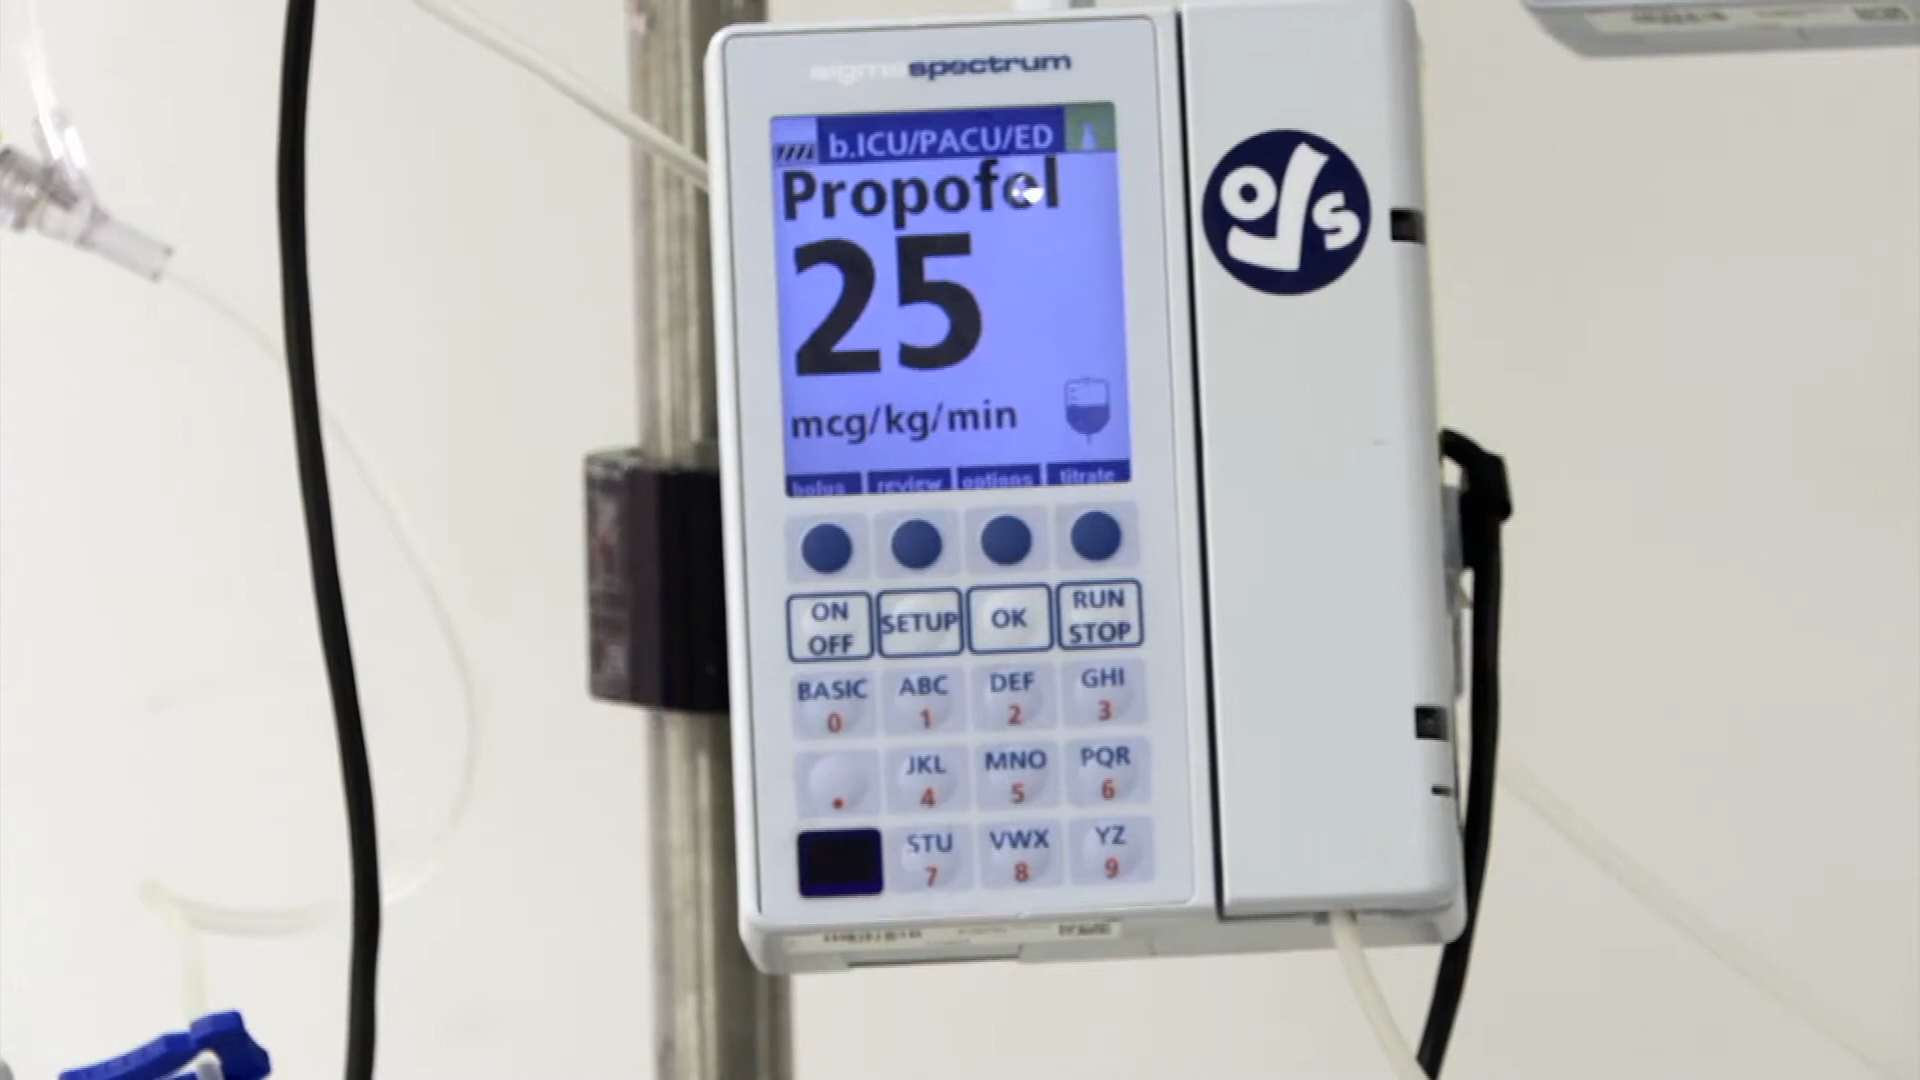 sigma spectrum
b.ICU/PACU/ED
Propofol
25
mcg/kg/min
bolus review options titrate
ON OFF
SETUP
OK
RUN STOP
BASIC 0
ABC 1
DEF 2
GHI 3
.
JKL 4
MNO 5
PQR 6
STU 7
VWX 8
YZ 9